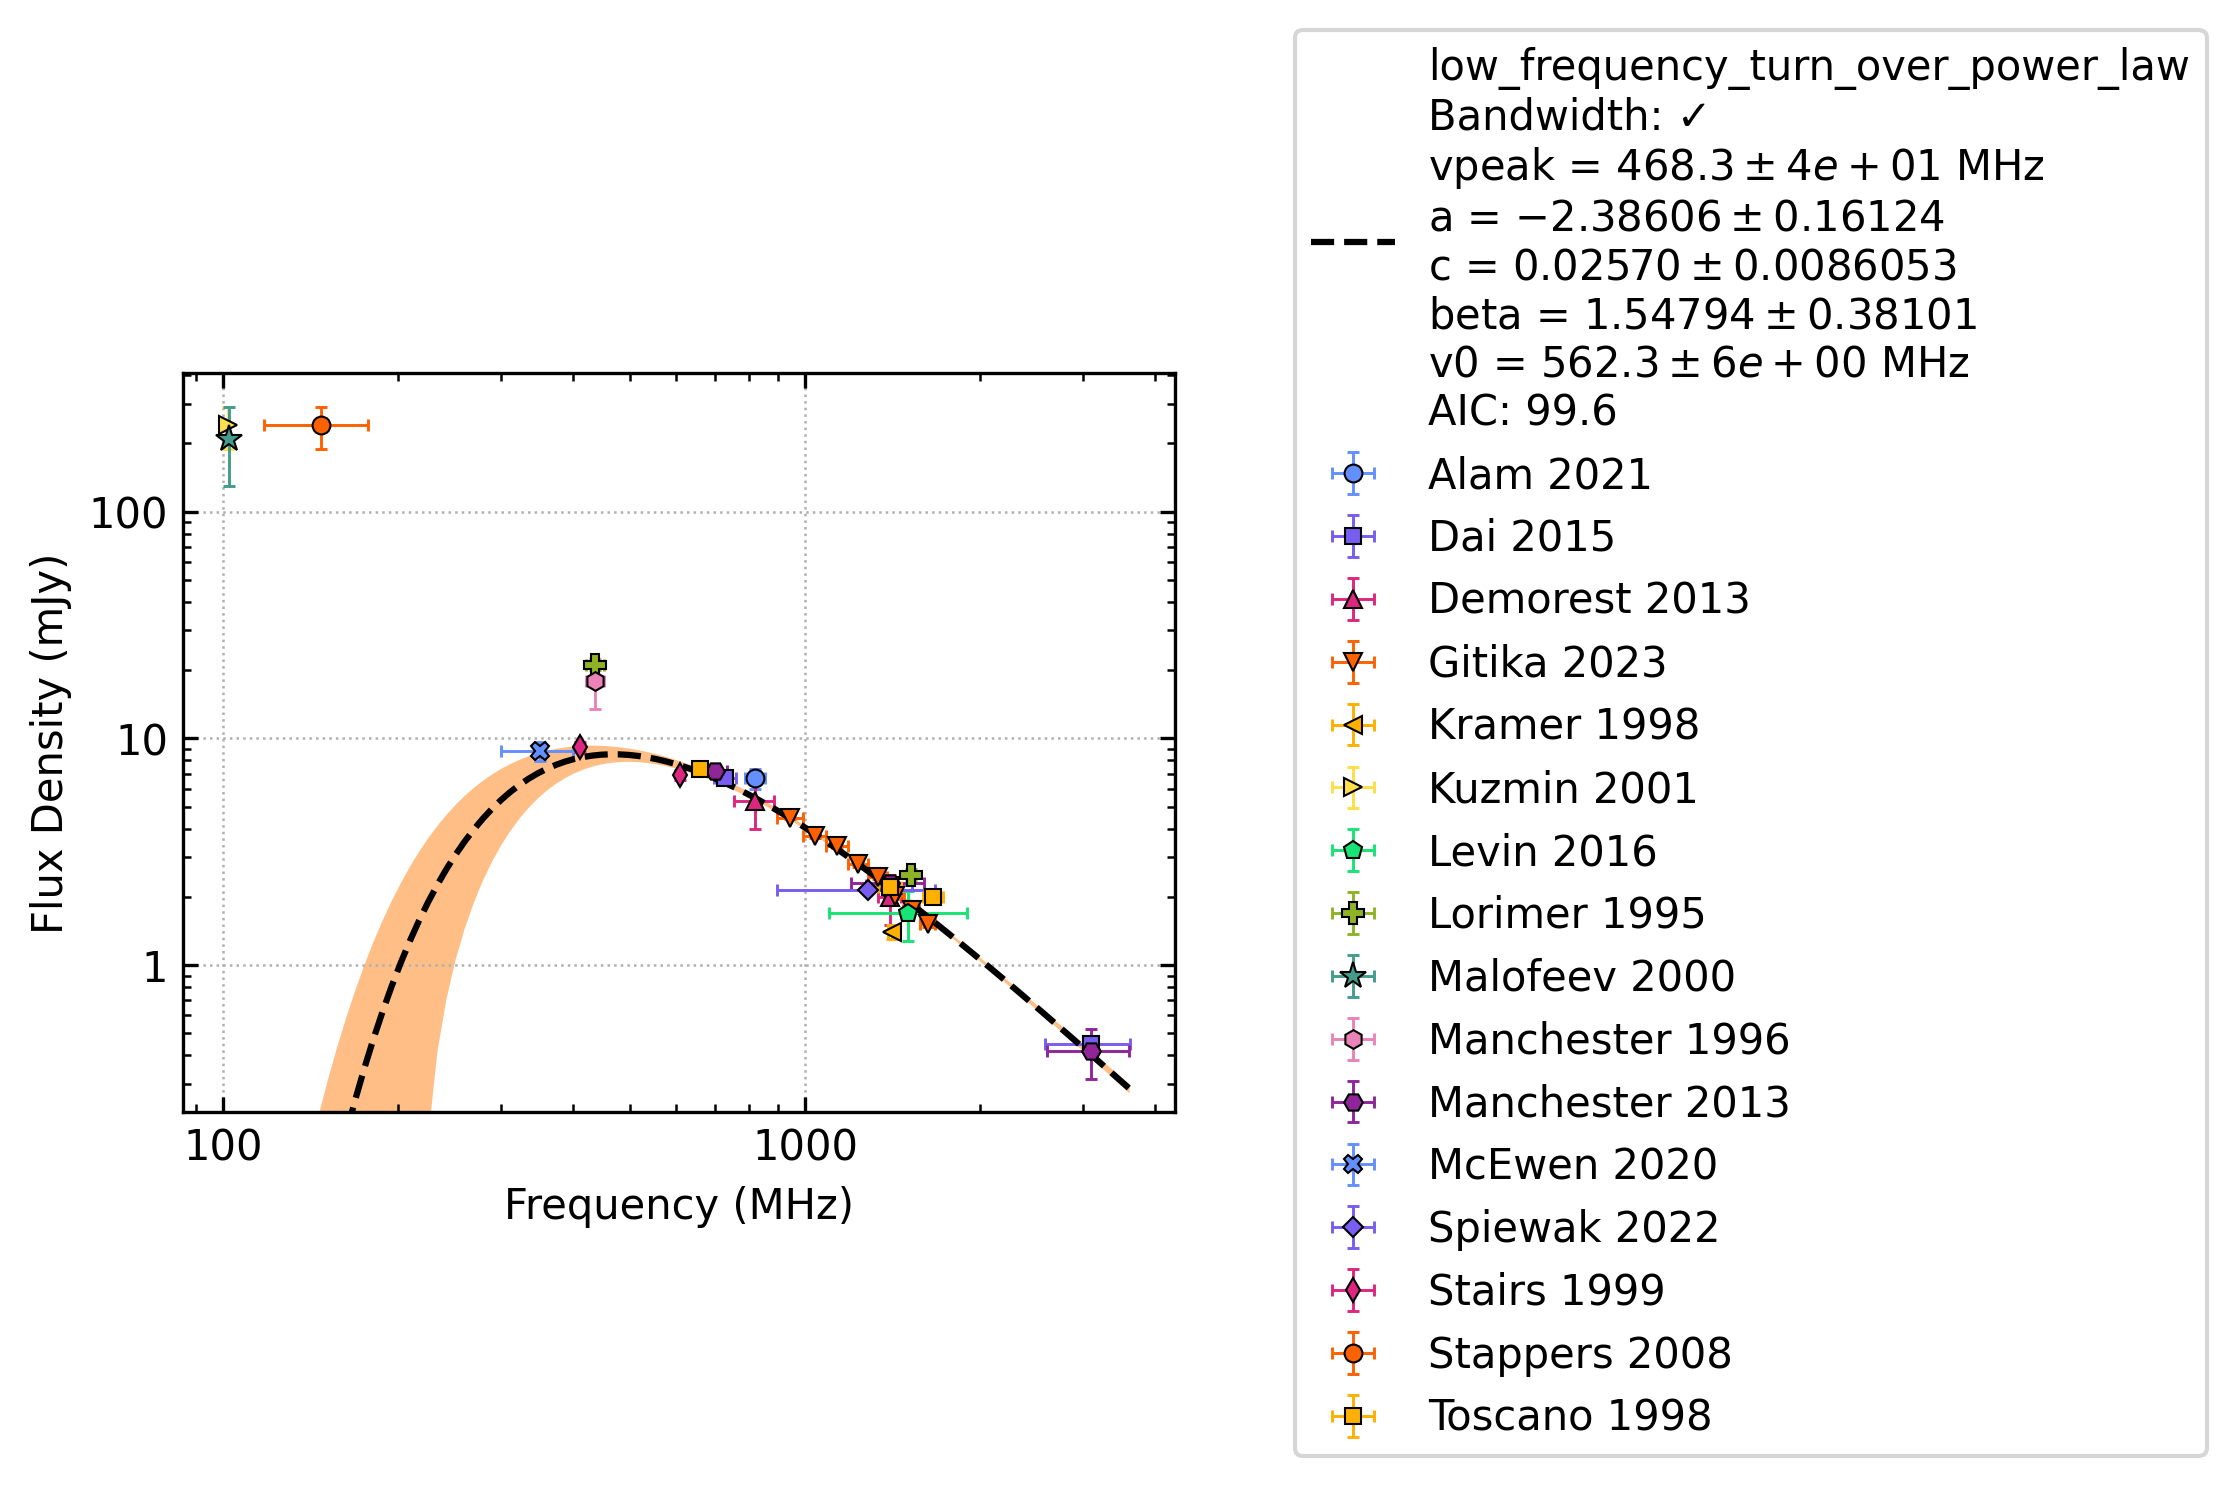 low_frequency_turn_over_power_law
Bandwidth: ✓
vpeak = 468.3 ± 4e + 01 MHz
a = −2.38606 ± 0.16124
c = 0.02570 ± 0.0086053
beta = 1.54794 ± 0.38101
v0 = 562.3 ± 6e + 00 MHz
AIC: 99.6
Alam 2021
Dai 2015
Demorest 2013
Gitika 2023
Kramer 1998
Kuzmin 2001
Levin 2016
Lorimer 1995
Malofeev 2000
Manchester 1996
Manchester 2013
McEwen 2020
Spiewak 2022
Stairs 1999
Stappers 2008
Toscano 1998
Flux Density (mJy)
100
10
1
100
1000
Frequency (MHz)